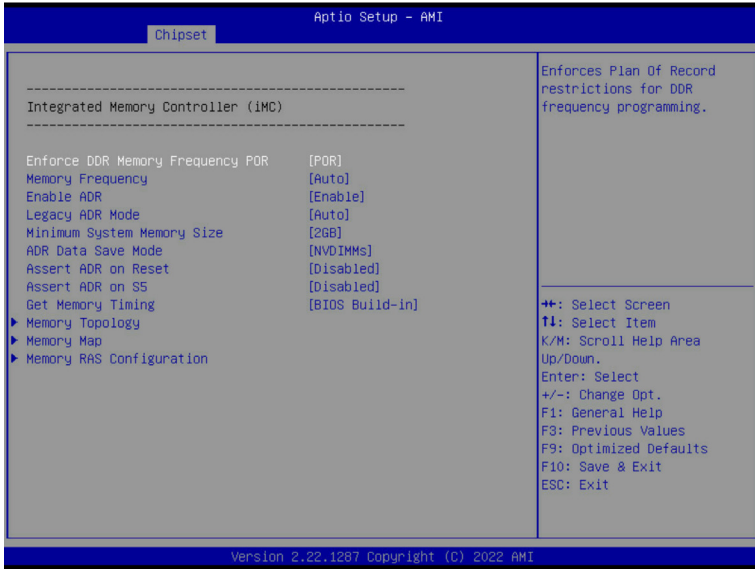 Aptio Setup – AMI
Chipset
------------------------------------------------
Integrated Memory Controller (iMC)
------------------------------------------------
Enforce DDR Memory Frequency POR [POR]
Memory Frequency [Auto]
Enable ADR [Enable]
Legacy ADR Mode [Auto]
Minimum System Memory Size [2GB]
ADR Data Save Mode [NVDIMMs]
Assert ADR on Reset [Disabled]
Assert ADR on S5 [Disabled]
Get Memory Timing [BIOS Build-in]
Memory Topology
Memory Map
Memory RAS Configuration
Enforces Plan Of Record
restrictions for DDR
frequency programming.
→←: Select Screen
↑↓: Select Item
K/M: Scroll Help Area
Up/Down.
Enter: Select
+/-: Change Opt.
F1: General Help
F3: Previous Values
F9: Optimized Defaults
F10: Save & Exit
ESC: Exit
Version 2.22.1287 Copyright (C) 2022 AMI